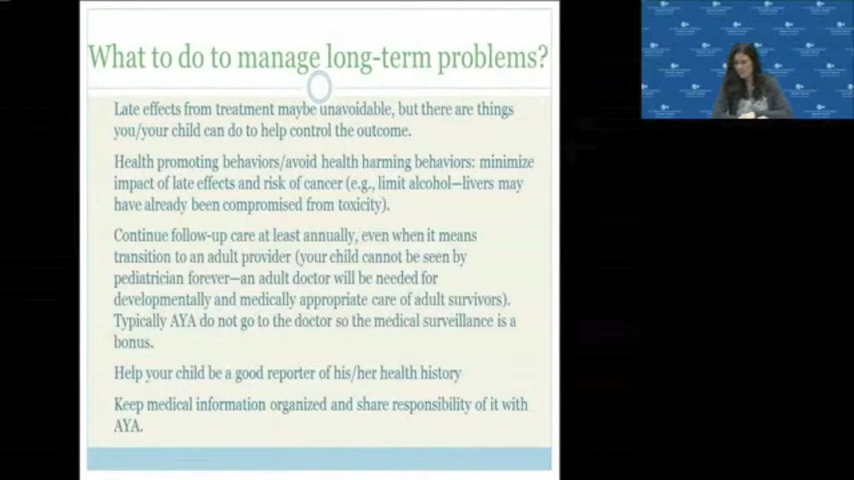 What to do to manage long-term problems?
Late effects from treatment maybe unavoidable, but there are things
you/your child can do to help control the outcome.
Health promoting behaviors/avoid health harming behaviors: minimize
impact of late effects and risk of cancer (e.g., limit alcohol—livers may
have already been compromised from toxicity).
Continue follow-up care at least annually, even when it means
transition to an adult provider (your child cannot be seen by
pediatrician forever—an adult doctor will be needed for
developmentally and medically appropriate care of adult survivors).
Typically AYA do not go to the doctor so the medical surveillance is a
bonus.
Help your child be a good reporter of his/her health history
Keep medical information organized and share responsibility of it with
AYA.